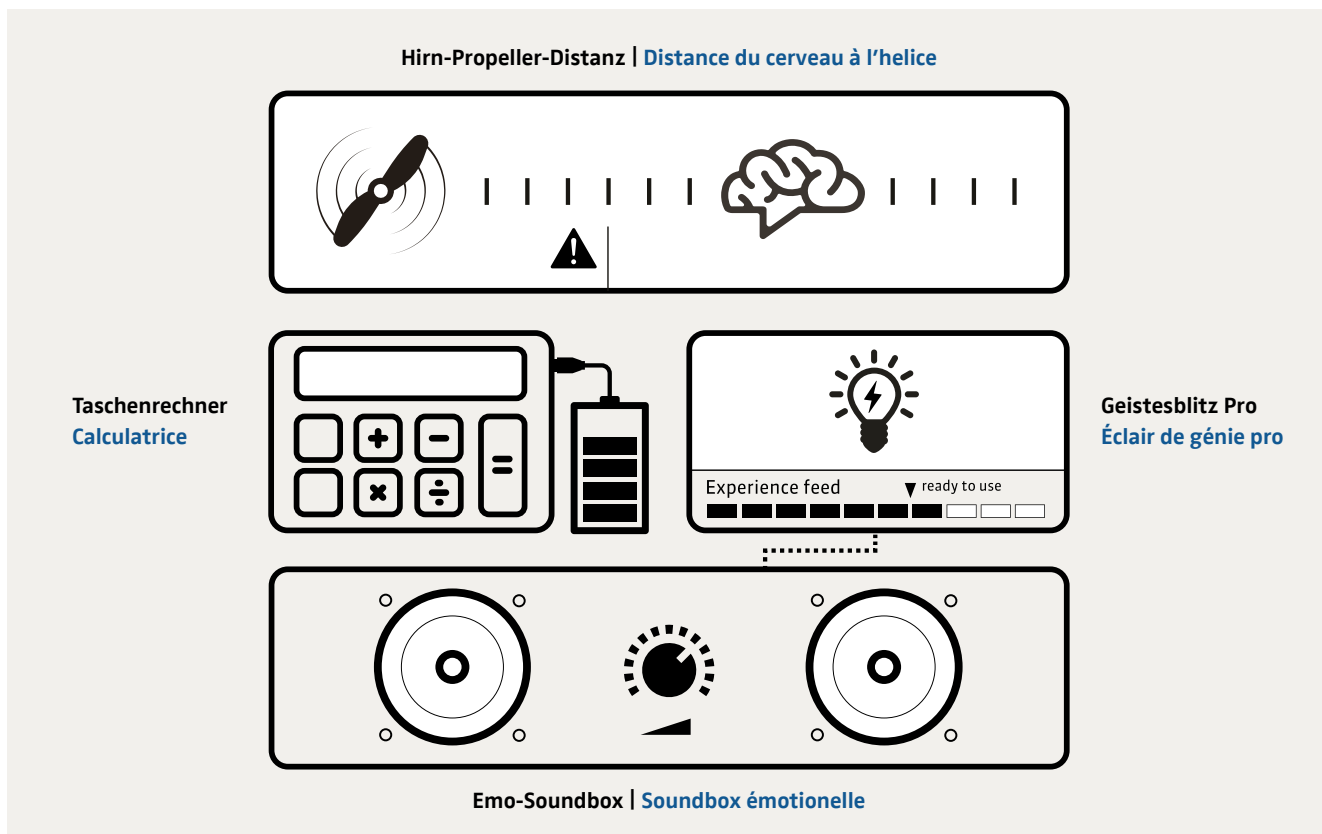 Hirn-Propeller-Distanz | Distance du cerveau à l’helice
Taschenrechner
Calculatrice
Geistesblitz Pro
Éclair de génie pro
Experience feed
ready to use
Emo-Soundbox | Soundbox émotionelle